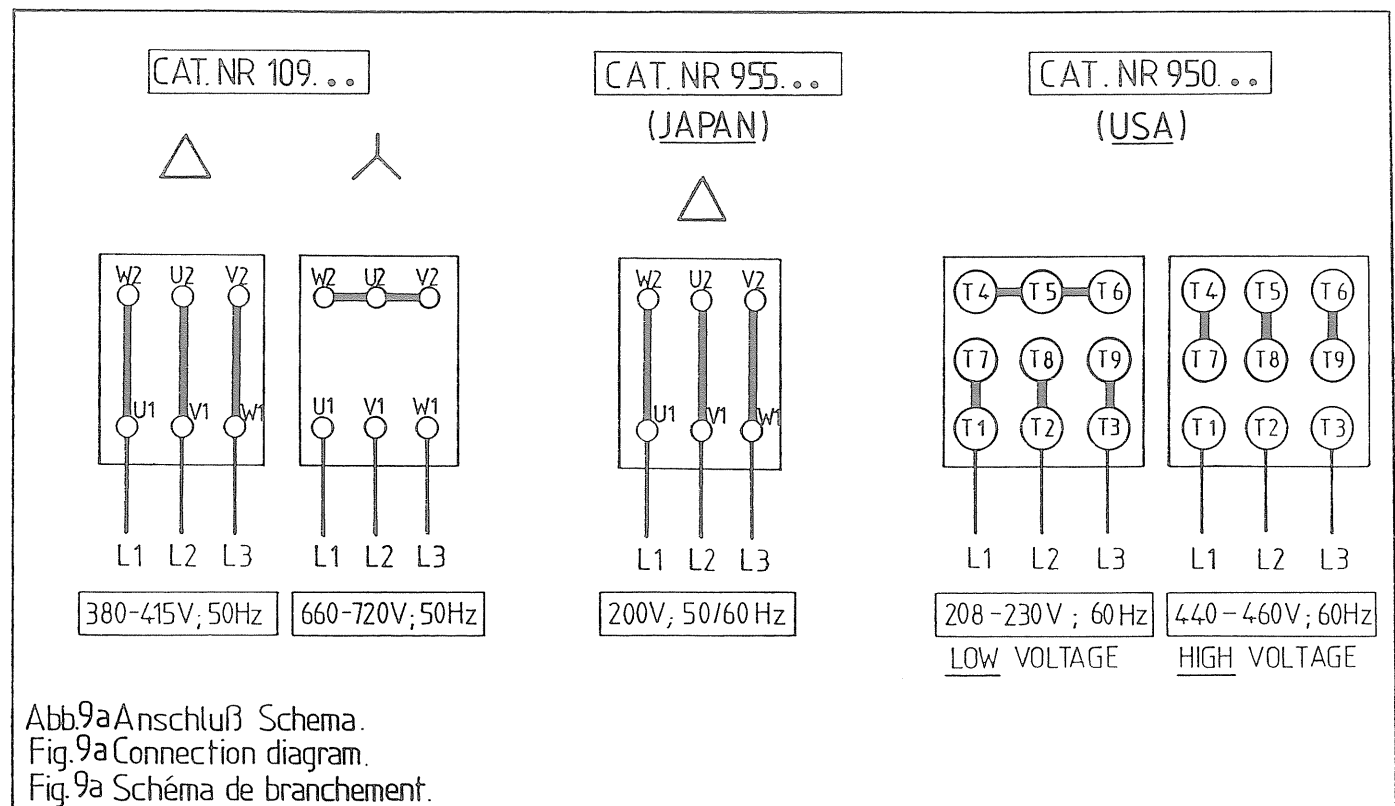 CAT. NR 109...
CAT. NR 955...
(JAPAN)
CAT. NR 950...
(USA)
W2 U2 V2
U1 V1 W1
L1 L2 L3
380-415V; 50Hz
W2 U2 V2
U1 V1 W1
L1 L2 L3
660-720V; 50Hz
W2 U2 V2
U1 V1 W1
L1 L2 L3
200V; 50/60 Hz
T4 T5 T6
T7 T8 T9
T1 T2 T3
L1 L2 L3
208-230V; 60Hz
LOW VOLTAGE
T4 T5 T6
T7 T8 T9
T1 T2 T3
L1 L2 L3
440-460V; 60Hz
HIGH VOLTAGE
Abb.9a Anschluß Schema.
Fig.9a Connection diagram.
Fig.9a Schéma de branchement.